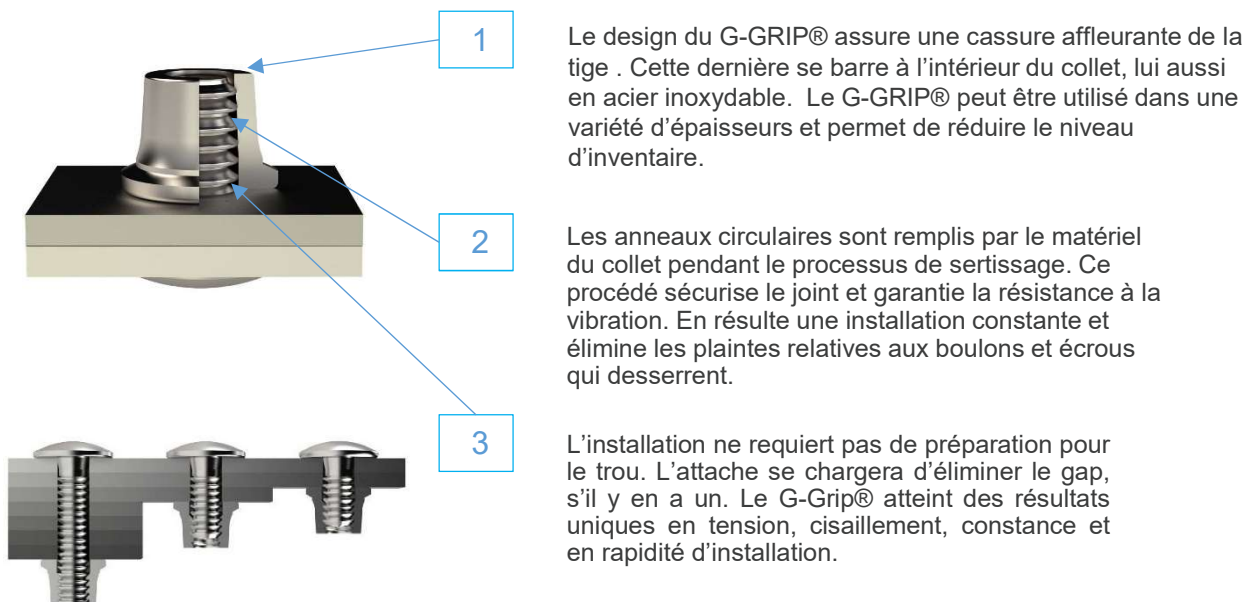 1
Le design du G-GRIP® assure une cassure affleurante de la
tige . Cette dernière se barre à l’intérieur du collet, lui aussi
en acier inoxydable.  Le G-GRIP® peut être utilisé dans une
variété d’épaisseurs et permet de réduire le niveau
d’inventaire.
2
Les anneaux circulaires sont remplis par le matériel
du collet pendant le processus de sertissage. Ce
procédé sécurise le joint et garantie la résistance à la
vibration. En résulte une installation constante et
élimine les plaintes relatives aux boulons et écrous
qui desserrent.
3
L’installation ne requiert pas de préparation pour
le trou. L’attache se chargera d’éliminer le gap,
s’il y en a un. Le G-Grip® atteint des résultats
uniques en tension, cisaillement, constance et
en rapidité d’installation.